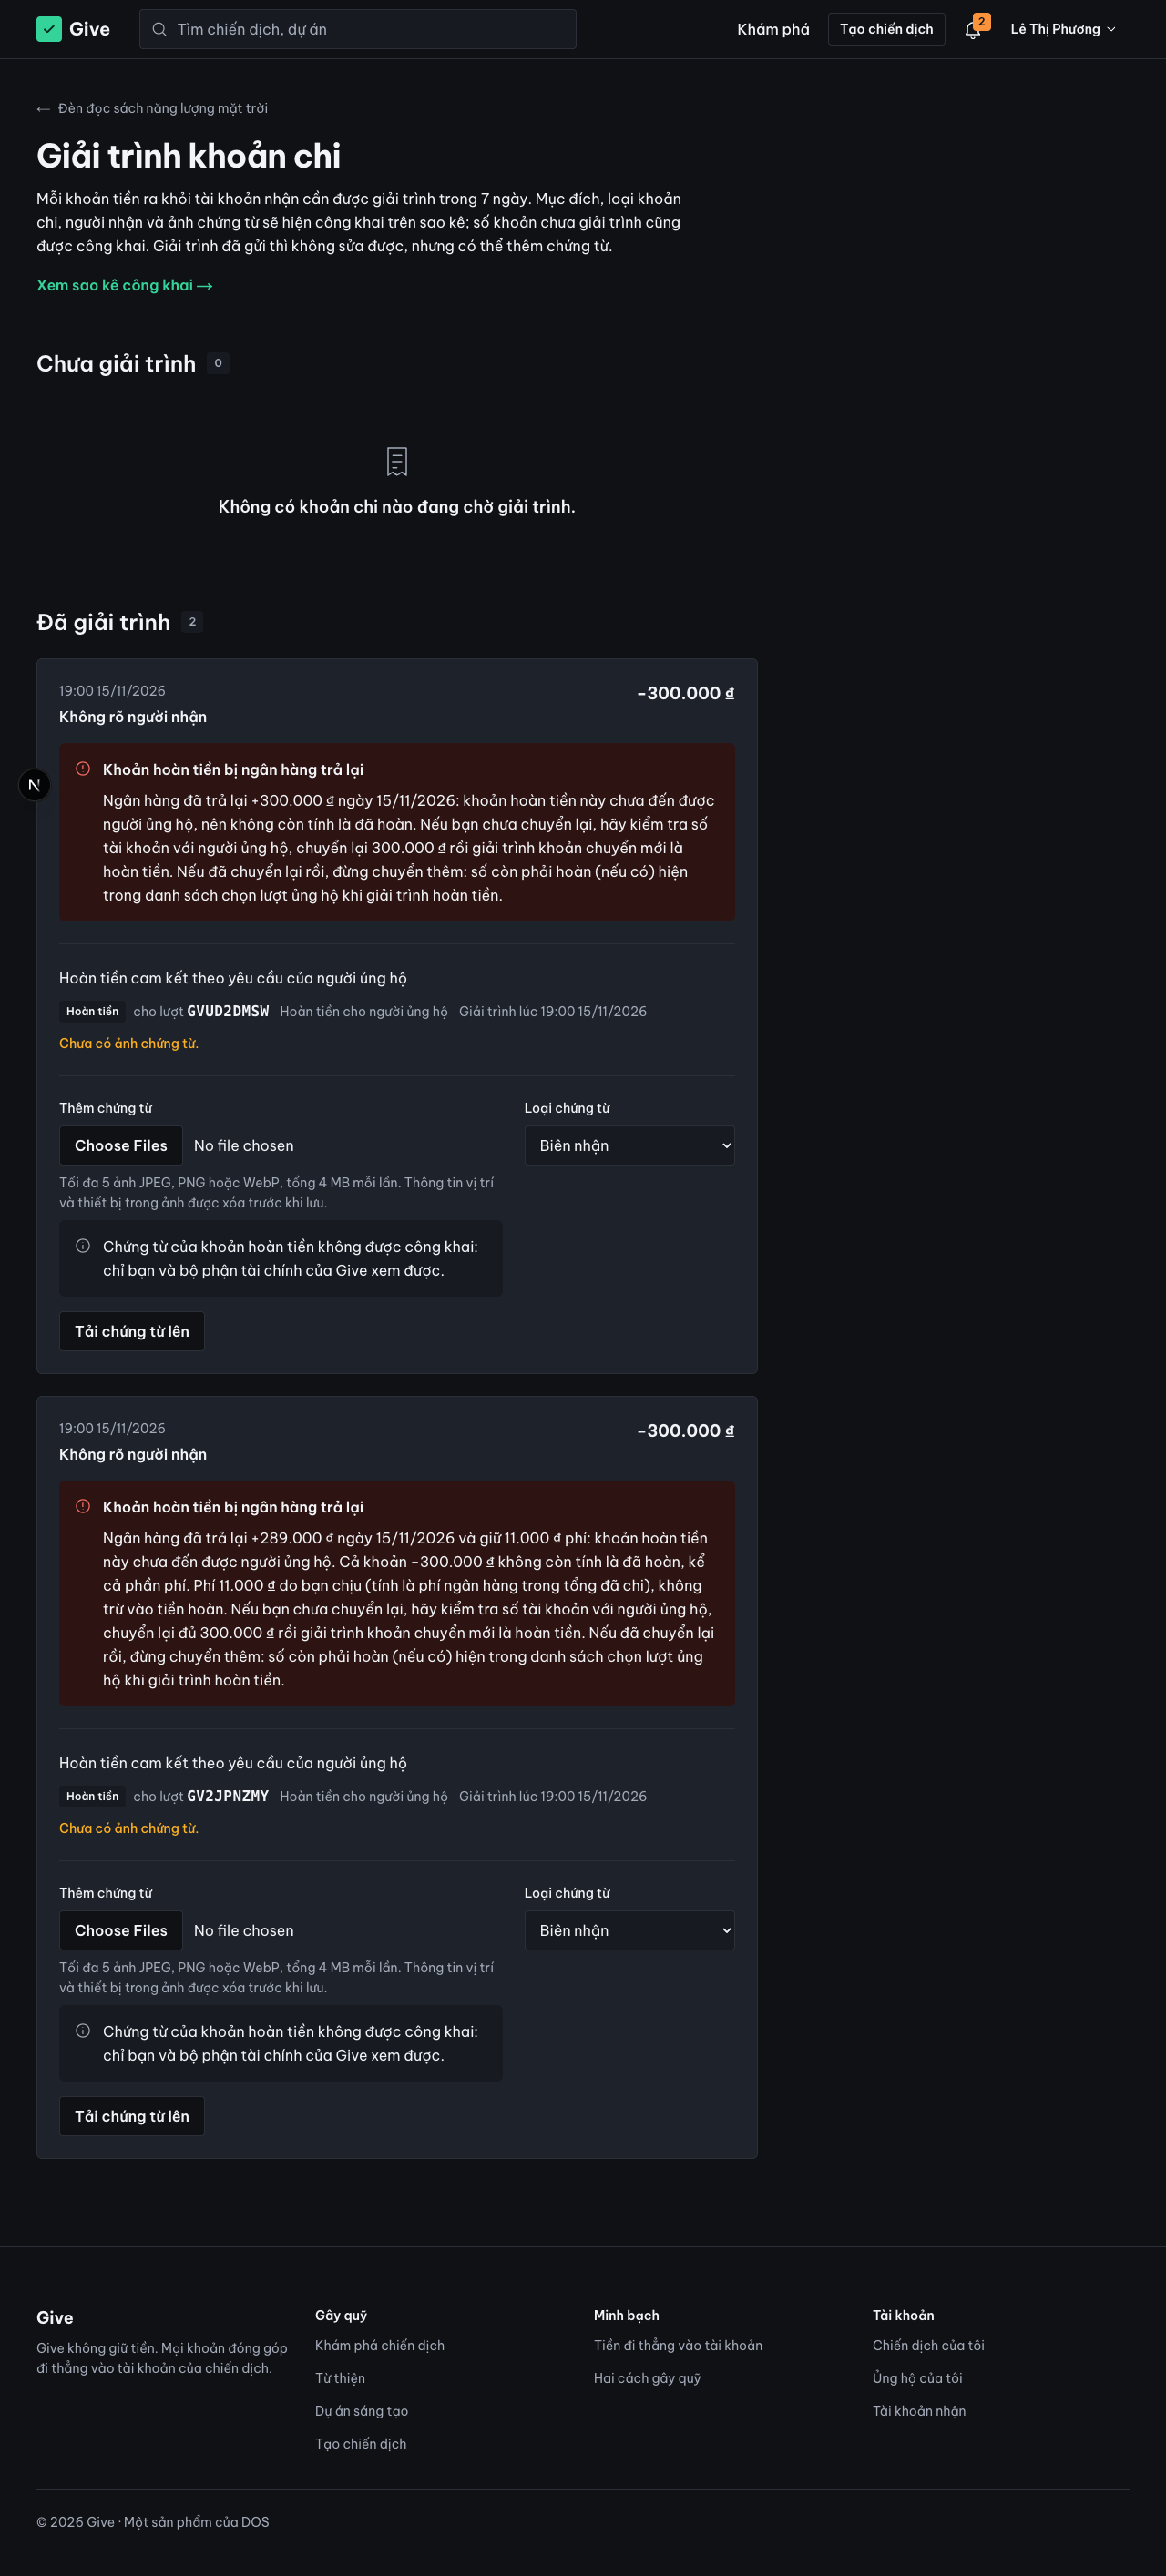 Give
Tìm chiến dịch, dự án
Khám phá
Tạo chiến dịch
2
Lê Thị Phương
← Đèn đọc sách năng lượng mặt trời
Giải trình khoản chi
Mỗi khoản tiền ra khỏi tài khoản nhận cần được giải trình trong 7 ngày. Mục đích, loại khoản
chi, người nhận và ảnh chứng từ sẽ hiện công khai trên sao kê; số khoản chưa giải trình cũng
được công khai. Giải trình đã gửi thì không sửa được, nhưng có thể thêm chứng từ.
Xem sao kê công khai →
Chưa giải trình 0
Không có khoản chi nào đang chờ giải trình.
Đã giải trình 2
19:00 15/11/2026
-300.000 ₫
Không rõ người nhận
Khoản hoàn tiền bị ngân hàng trả lại
Ngân hàng đã trả lại +300.000 ₫ ngày 15/11/2026: khoản hoàn tiền này chưa đến được
người ủng hộ, nên không còn tính là đã hoàn. Nếu bạn chưa chuyển lại, hãy kiểm tra số
tài khoản với người ủng hộ, chuyển lại 300.000 ₫ rồi giải trình khoản chuyển mới là
hoàn tiền. Nếu đã chuyển lại rồi, đừng chuyển thêm: số còn phải hoàn (nếu có) hiện
trong danh sách chọn lượt ủng hộ khi giải trình hoàn tiền.
N
Hoàn tiền cam kết theo yêu cầu của người ủng hộ
Hoàn tiền cho lượt GVUD2DMSW Hoàn tiền cho người ủng hộ Giải trình lúc 19:00 15/11/2026
Chưa có ảnh chứng từ.
Thêm chứng từ
Loại chứng từ
Choose Files No file chosen
Biên nhận
Tối đa 5 ảnh JPEG, PNG hoặc WebP, tổng 4 MB mỗi lần. Thông tin vị trí
và thiết bị trong ảnh được xóa trước khi lưu.
Chứng từ của khoản hoàn tiền không được công khai:
chỉ bạn và bộ phận tài chính của Give xem được.
Tải chứng từ lên
19:00 15/11/2026
-300.000 ₫
Không rõ người nhận
Khoản hoàn tiền bị ngân hàng trả lại
Ngân hàng đã trả lại +289.000 ₫ ngày 15/11/2026 và giữ 11.000 ₫ phí: khoản hoàn tiền
này chưa đến được người ủng hộ. Cả khoản -300.000 ₫ không còn tính là đã hoàn, kể
cả phần phí. Phí 11.000 ₫ do bạn chịu (tính là phí ngân hàng trong tổng đã chi), không
trừ vào tiền hoàn. Nếu bạn chưa chuyển lại, hãy kiểm tra số tài khoản với người ủng hộ,
chuyển lại đủ 300.000 ₫ rồi giải trình khoản chuyển mới là hoàn tiền. Nếu đã chuyển lại
rồi, đừng chuyển thêm: số còn phải hoàn (nếu có) hiện trong danh sách chọn lượt ủng
hộ khi giải trình hoàn tiền.
Hoàn tiền cam kết theo yêu cầu của người ủng hộ
Hoàn tiền cho lượt GV2JPNZMY Hoàn tiền cho người ủng hộ Giải trình lúc 19:00 15/11/2026
Chưa có ảnh chứng từ.
Thêm chứng từ
Loại chứng từ
Choose Files No file chosen
Biên nhận
Tối đa 5 ảnh JPEG, PNG hoặc WebP, tổng 4 MB mỗi lần. Thông tin vị trí
và thiết bị trong ảnh được xóa trước khi lưu.
Chứng từ của khoản hoàn tiền không được công khai:
chỉ bạn và bộ phận tài chính của Give xem được.
Tải chứng từ lên
Give
Give không giữ tiền. Mọi khoản đóng góp
đi thẳng vào tài khoản của chiến dịch.
Gây quỹ
Khám phá chiến dịch
Từ thiện
Dự án sáng tạo
Tạo chiến dịch
Minh bạch
Tiền đi thẳng vào tài khoản
Hai cách gây quỹ
Tài khoản
Chiến dịch của tôi
Ủng hộ của tôi
Tài khoản nhận
© 2026 Give · Một sản phẩm của DOS